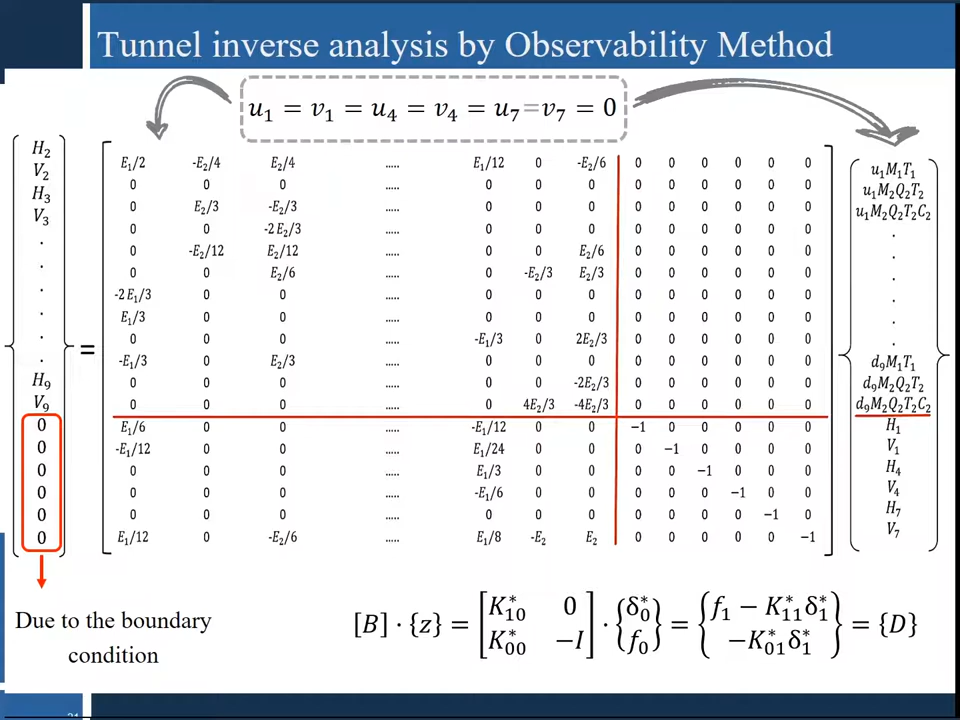 Tunnel inverse analysis by Observability Method
u₁ = v₁ = u₄ = v₄ = u₇ = v₇ = 0
H₂ E₁/2 -E₂/4 E₂/4 ..... E₁/12 0 -E₂/6 0 0 0 0 0 0 u₁M₁T₁
V₂ 0 0 0 ..... 0 0 0 0 0 0 0 0 0 u₁M₂Q₂T₂
H₃ 0 E₂/3 -E₂/3 ..... 0 0 0 0 0 0 0 0 0 u₁M₂Q₂T₂C₂
V₃ 0 0 -2E₂/3 ..... 0 0 0 0 0 0 0 0 0 .
. 0 -E₂/12 E₂/12 ..... 0 0 E₂/6 0 0 0 0 0 0 .
. 0 0 E₂/6 ..... 0 -E₂/3 E₂/3 0 0 0 0 0 0 .
. = -2E₁/3 0 0 ..... 0 0 0 0 0 0 0 0 0 .
. E₁/3 0 0 ..... 0 0 0 0 0 0 0 0 0 .
. 0 0 0 ..... -E₁/3 0 2E₂/3 0 0 0 0 0 0 .
. -E₁/3 0 E₂/3 ..... 0 0 0 0 0 0 0 0 0 d₉M₁T₁
H₉ 0 0 0 ..... 0 0 -2E₂/3 0 0 0 0 0 0 d₉M₂Q₂T₂
V₉ 0 0 0 ..... 0 4E₂/3 -4E₂/3 0 0 0 0 0 0 d₉M₂Q₂T₂C₂
0 E₁/6 0 0 ..... -E₁/12 0 0 −1 0 0 0 0 0 H₁
0 -E₁/12 0 0 ..... E₁/24 0 0 0 −1 0 0 0 0 V₁
0 0 0 0 ..... E₁/3 0 0 0 0 −1 0 0 0 H₄
0 0 0 0 ..... -E₁/6 0 0 0 0 0 −1 0 0 V₄
0 0 0 0 ..... 0 0 0 0 0 0 0 −1 0 H₇
0 E₁/12 0 -E₂/6 ..... E₁/8 -E₂ E₂ 0 0 0 0 0 −1 V₇
Due to the boundary
condition
[B] · {z} = [K*₁₀ 0; K*₀₀ −I] · {δ*₀; f₀} = {f₁ − K*₁₁δ*₁; −K*₀₁δ*₁} = {D}